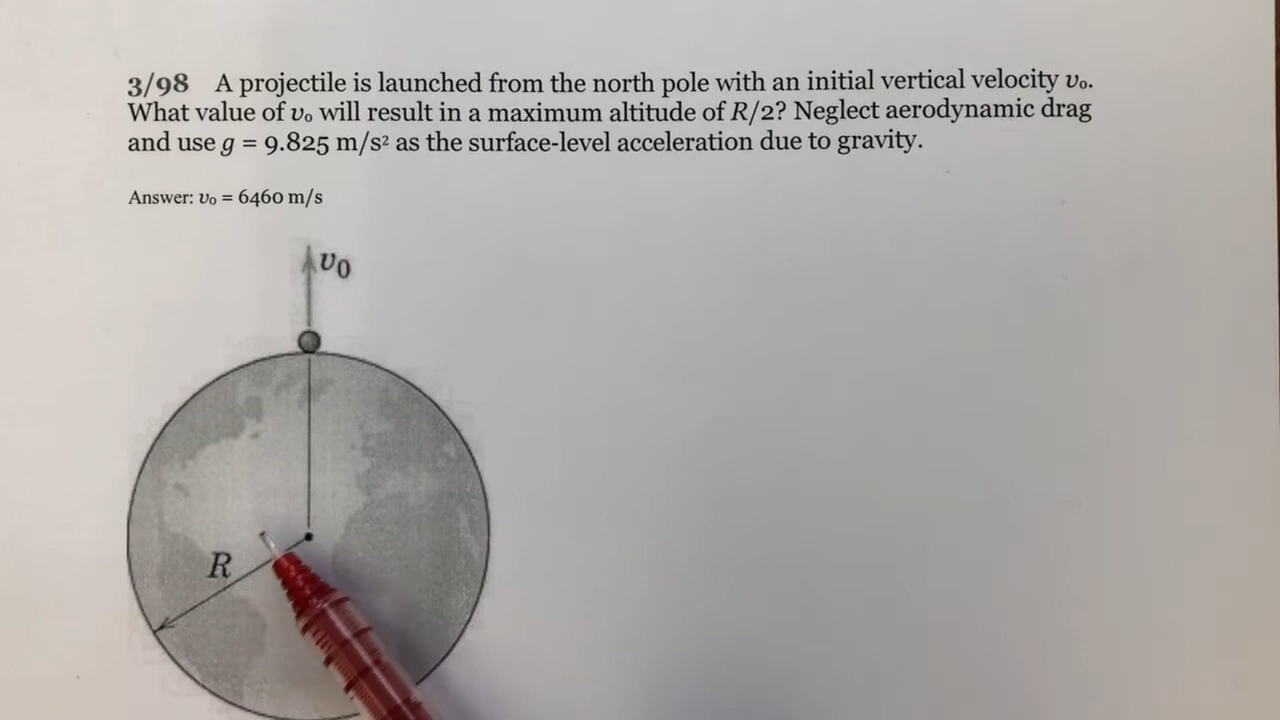 3/98 A projectile is launched from the north pole with an initial vertical velocity v₀.
What value of v₀ will result in a maximum altitude of R/2? Neglect aerodynamic drag
and use g = 9.825 m/s² as the surface-level acceleration due to gravity.
Answer: v₀ = 6460 m/s
v₀
R